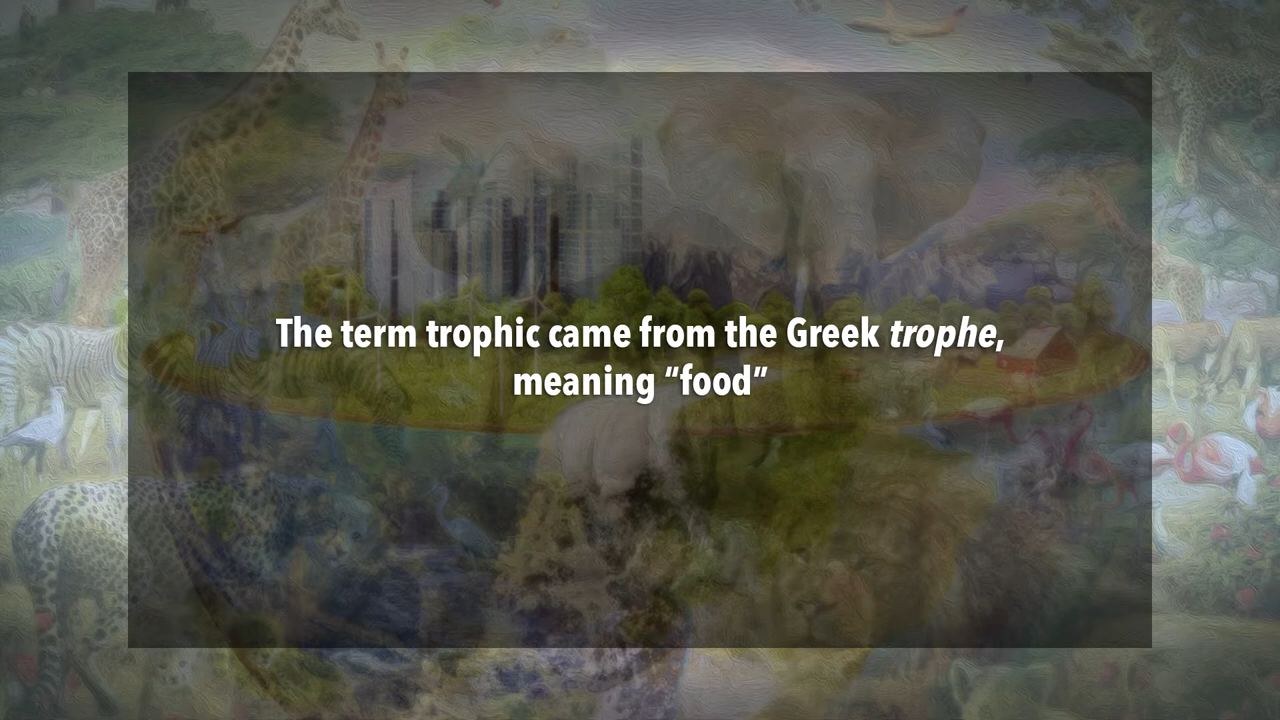 The term trophic came from the Greek trophe,
meaning “food”